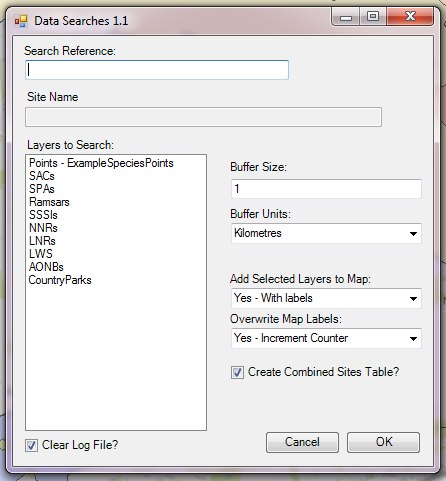 Data Searches 1.1
Search Reference:
Site Name
Layers to Search:
Points - ExampleSpeciesPoints
SACs
SPAs
Ramsars
SSSIs
NNRs
LNRs
LWS
AONBs
CountryParks
Buffer Size:
1
Buffer Units:
Kilometres
Add Selected Layers to Map:
Yes - With labels
Overwrite Map Labels:
Yes - Increment Counter
Create Combined Sites Table?
Clear Log File?
Cancel
OK